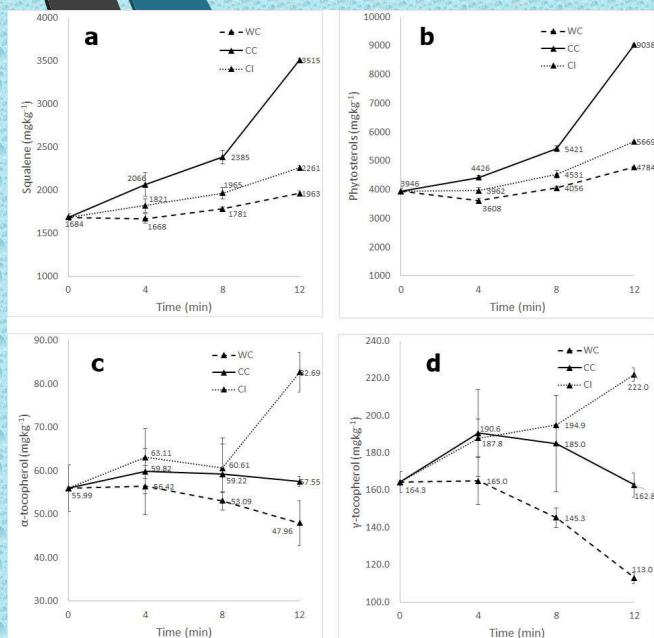 a
WC
CC
CI
4000
3500
3000
2500
2000
1500
1000
Squalene (mgkg⁻¹)
3515
2385
2066
2261
1965
1821
1963
1781
1684
1668
0 4 8 12
Time (min)
b
WC
CC
CI
10000
9000
8000
7000
6000
5000
4000
3000
2000
1000
Phytosterols (mgkg⁻¹)
9038
5421
5669
4426
4531
4784
3946
3962
4056
3608
0 4 8 12
Time (min)
c
WC
CC
CI
90.00
80.00
70.00
60.00
50.00
40.00
30.00
α-tocopherol (mgkg⁻¹)
82.69
63.11
60.61
59.82
59.22
57.55
55.99
56.42
53.09
47.96
0 4 8 12
Time (min)
d
WC
CC
CI
240.0
220.0
200.0
180.0
160.0
140.0
120.0
100.0
γ-tocopherol (mgkg⁻¹)
222.0
194.9
190.6
187.8
185.0
164.3
165.0
162.8
145.3
113.0
0 4 8 12
Time (min)